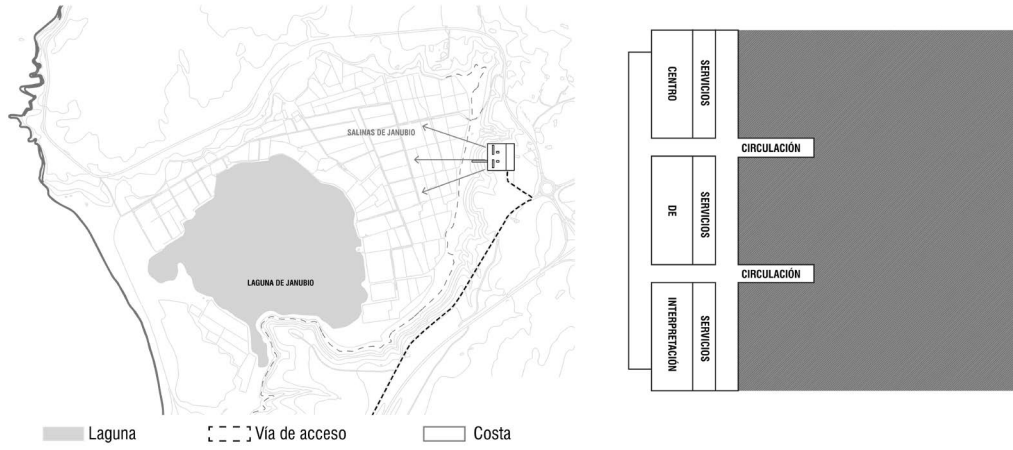 SALINAS DE JANUBIO
LAGUNA DE JANUBIO
Laguna
Vía de acceso
Costa
CENTRO
SERVICIOS
CIRCULACIÓN
DE
SERVICIOS
CIRCULACIÓN
INTERPRETACIÓN
SERVICIOS